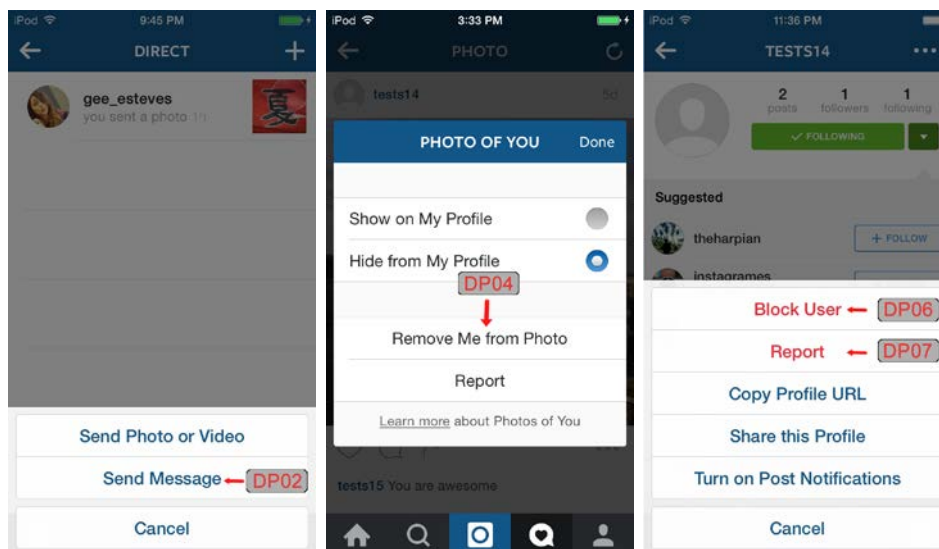 iPod 9:45 PM
DIRECT +
gee_esteves
you sent a photo
夏
Send Photo or Video
Send Message DP02
Cancel
iPod 3:33 PM
PHOTO
tests14 5d
PHOTO OF YOU Done
Show on My Profile
Hide from My Profile
DP04
Remove Me from Photo
Report
Learn more about Photos of You
tests15 You are awesome
iPod 11:36 PM
TESTS14
2 1 1
posts followers following
FOLLOWING
Suggested
theharpian + FOLLOW
instagrames
Block User DP06
Report DP07
Copy Profile URL
Share this Profile
Turn on Post Notifications
Cancel